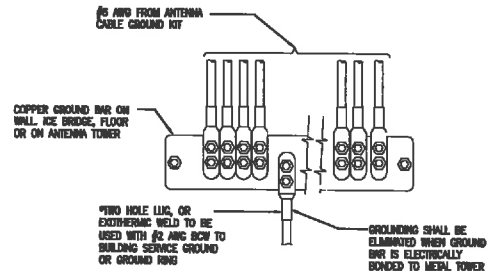 #6 AWG FROM ANTENNA
CABLE GROUND KIT
COPPER GROUND BAR ON
WALL, ICE BRIDGE, FLOOR
OR ON ANTENNA TOWER
*TWO HOLE LUG, OR
EXOTHERMIC WELD TO BE
USED WITH #2 AWG BCW TO
BUILDING SERVICE GROUND
OR GROUND RING
GROUNDING SHALL BE
ELIMINATED WHEN GROUND
BAR IS ELECTRICALLY
BONDED TO METAL TOWER